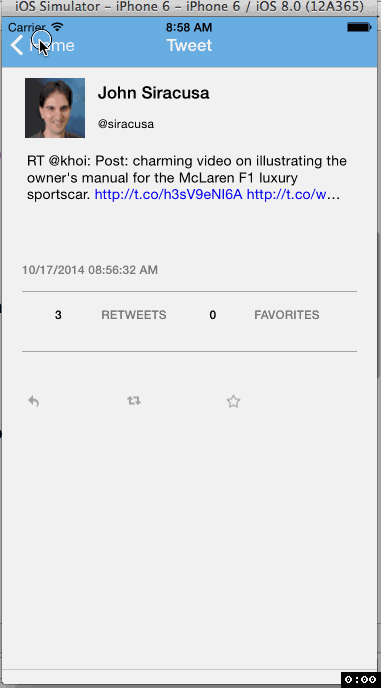 iOS Simulator – iPhone 6 – iPhone 6 / iOS 8.0 (12A365)
Carrier 8:58 AM
Home Tweet
John Siracusa
@siracusa
RT @khoi: Post: charming video on illustrating the
owner's manual for the McLaren F1 luxury
sportscar. http://t.co/h3sV9eNI6A http://t.co/w…
10/17/2014 08:56:32 AM
3 RETWEETS 0 FAVORITES
0:00